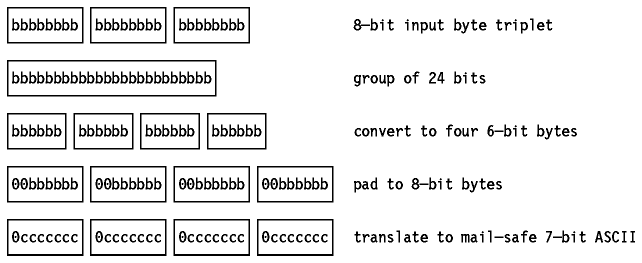 bbbbbbbb bbbbbbbb bbbbbbbb 8-bit input byte triplet
bbbbbbbbbbbbbbbbbbbbbbbb group of 24 bits
bbbbbb bbbbbb bbbbbb bbbbbb convert to four 6-bit bytes
00bbbbbb 00bbbbbb 00bbbbbb 00bbbbbb pad to 8-bit bytes
0ccccccc 0ccccccc 0ccccccc 0ccccccc translate to mail-safe 7-bit ASCII